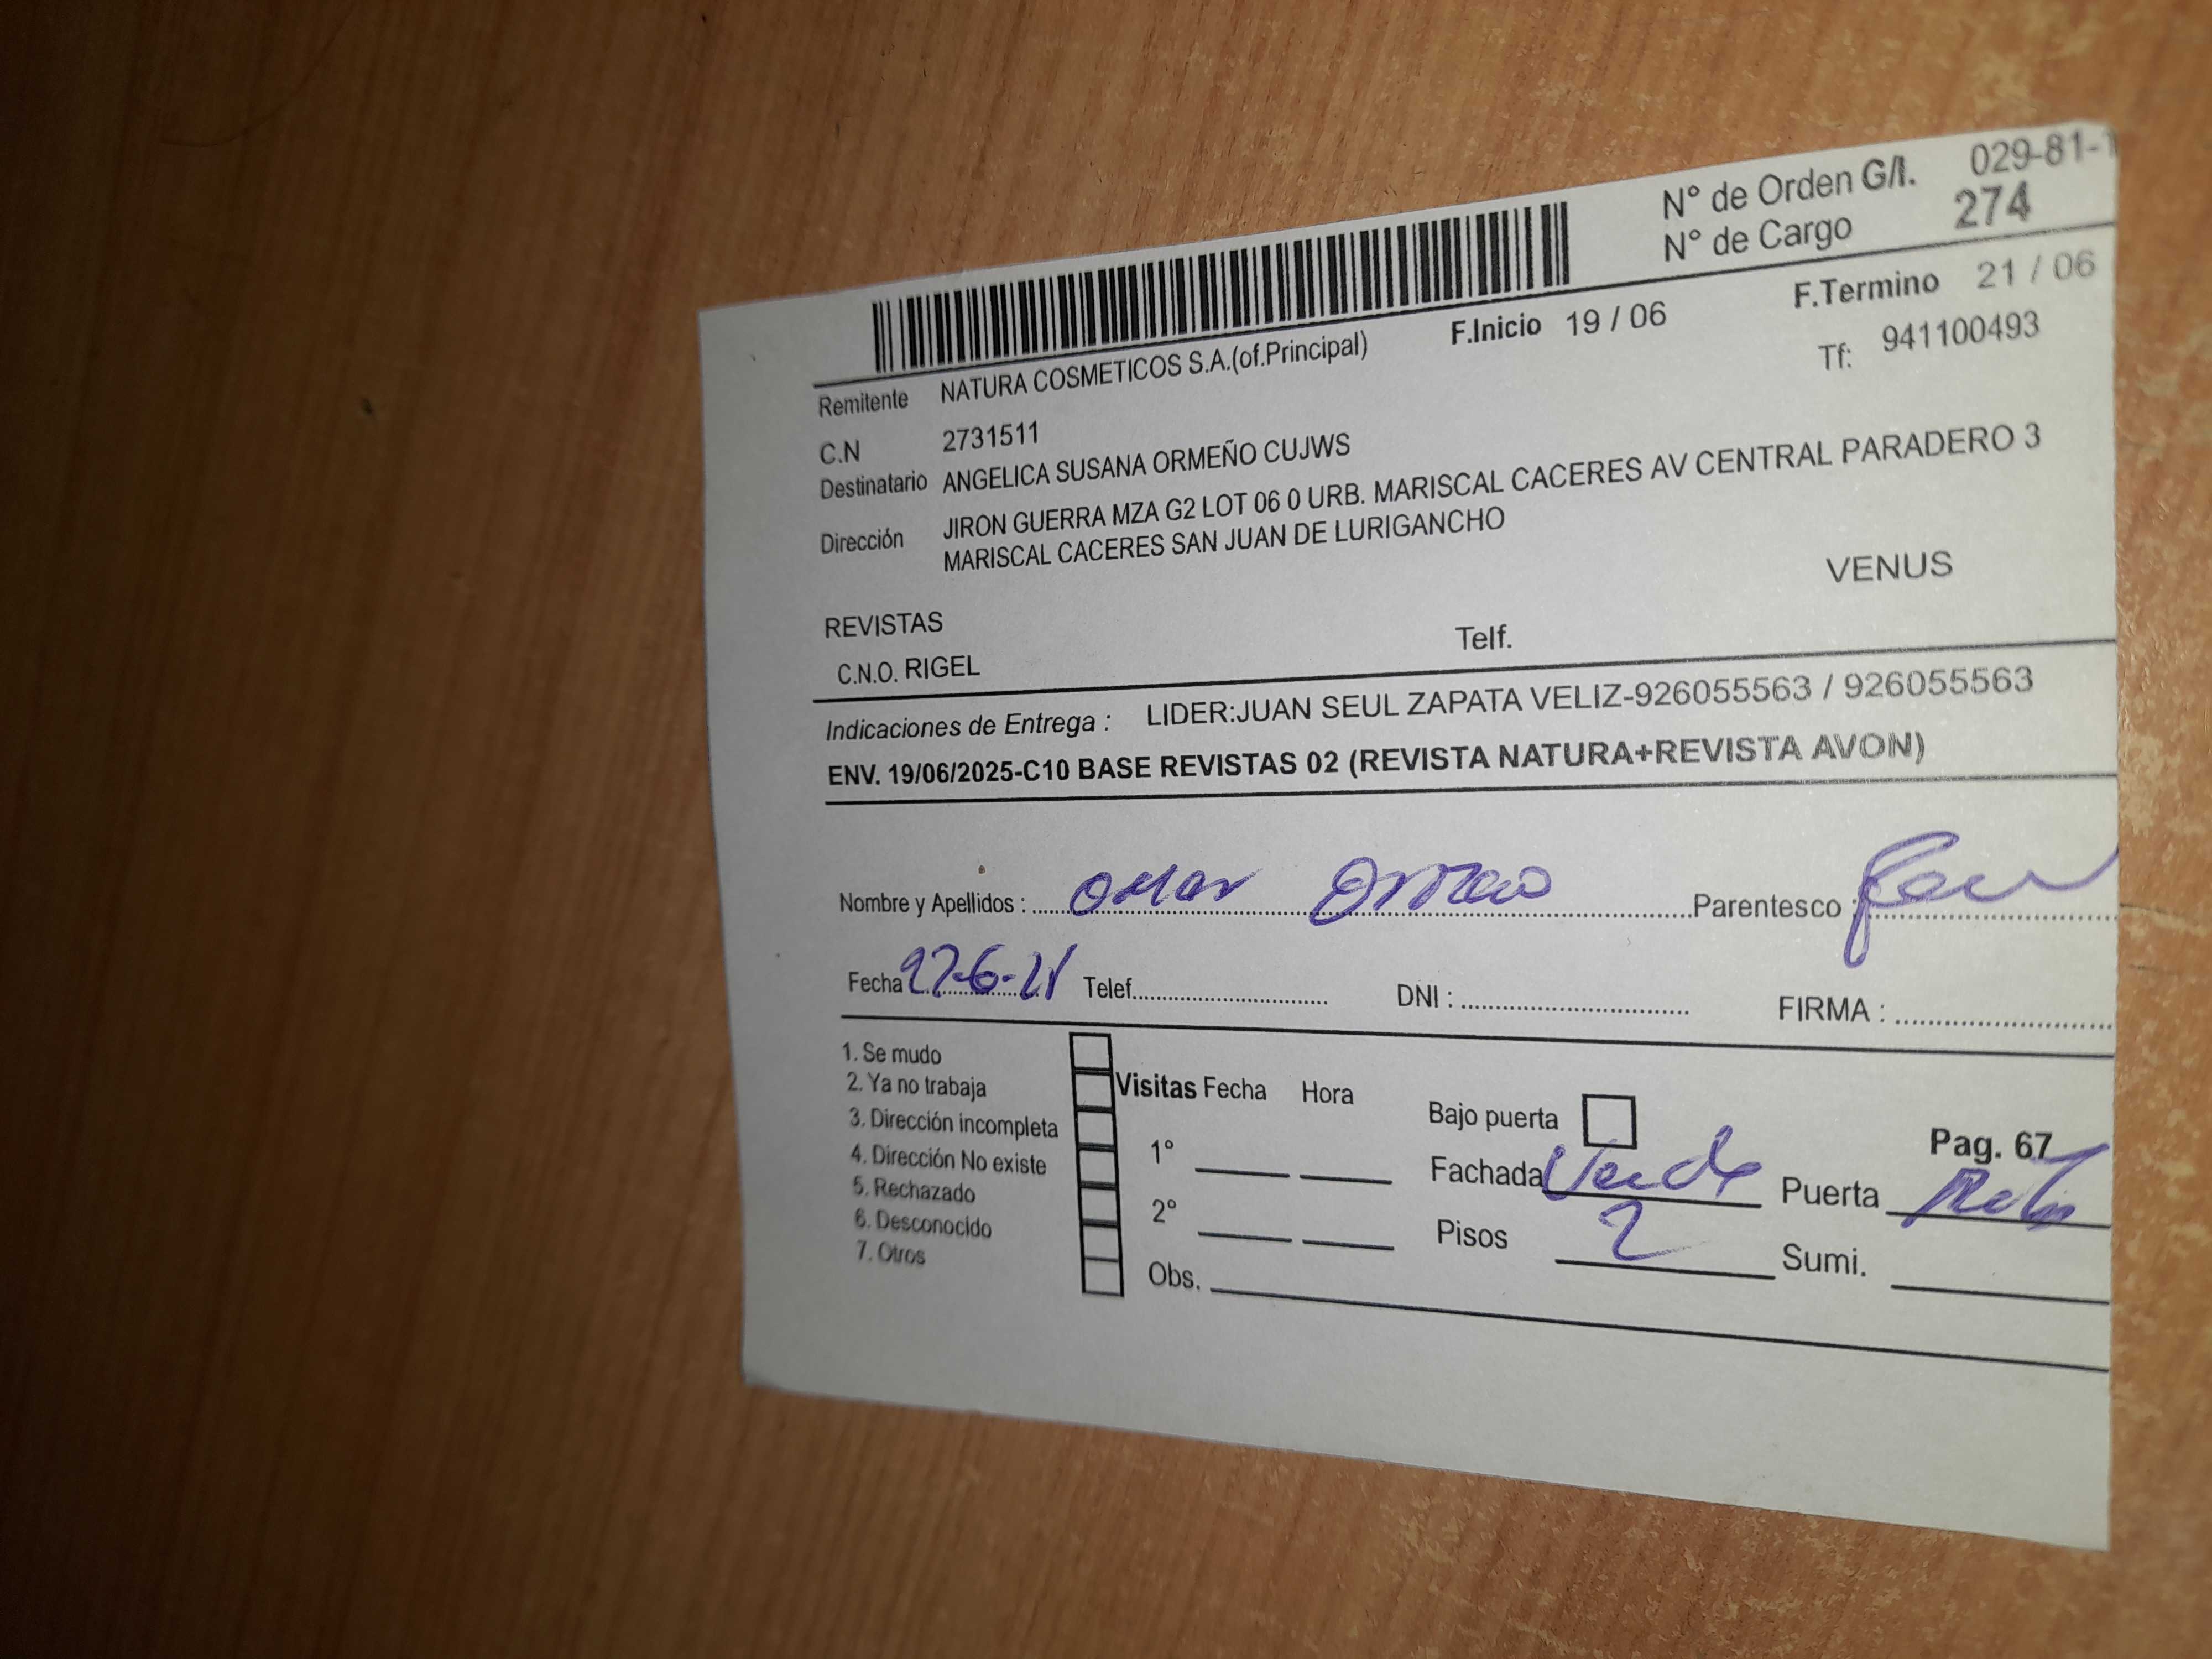 N° de Orden G/I. 029-81-1
N° de Cargo 274
F.Inicio 19 / 06 F.Termino 21 / 06
Remitente NATURA COSMETICOS S.A.(of.Principal) Tf: 941100493
C.N 2731511
Destinatario ANGELICA SUSANA ORMEÑO CUJWS
Dirección JIRON GUERRA MZA G2 LOT 06 0 URB. MARISCAL CACERES AV CENTRAL PARADERO 3
MARISCAL CACERES SAN JUAN DE LURIGANCHO
VENUS
REVISTAS
C.N.O. RIGEL Telf.
Indicaciones de Entrega : LIDER:JUAN SEUL ZAPATA VELIZ-926055563 / 926055563
ENV. 19/06/2025-C10 BASE REVISTAS 02 (REVISTA NATURA+REVISTA AVON)
Nombre y Apellidos : Omar Parentesco :
Fecha Telef. DNI : FIRMA :
1. Se mudo
2. Ya no trabaja
3. Dirección incompleta
4. Dirección No existe
5. Rechazado
6. Desconocido
7. Otros
Visitas Fecha Hora
1°
2°
Obs.
Bajo puerta Pag. 67
Fachada Verde Puerta
Pisos 2 Sumi.